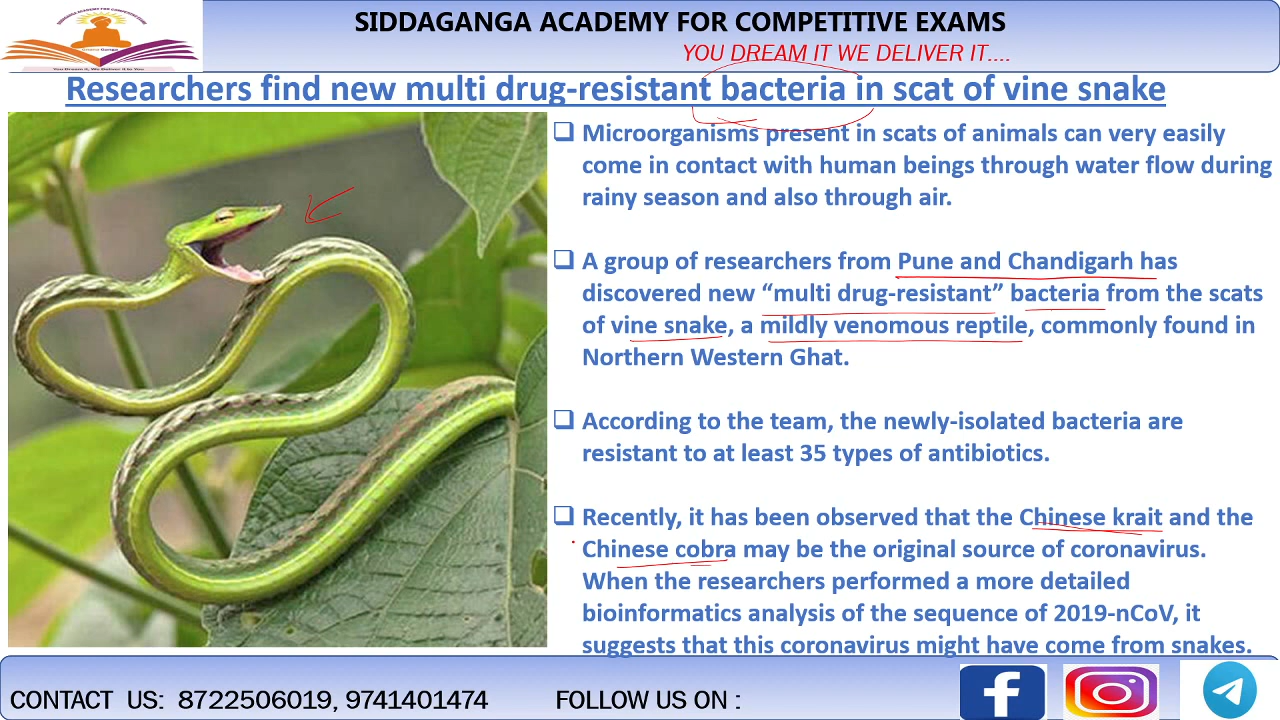 SIDDAGANGA ACADEMY FOR COMPETITIVE EXAMS
YOU DREAM IT WE DELIVER IT....
Researchers find new multi drug-resistant bacteria in scat of vine snake
Microorganisms present in scats of animals can very easily
come in contact with human beings through water flow during
rainy season and also through air.
A group of researchers from Pune and Chandigarh has
discovered new “multi drug-resistant” bacteria from the scats
of vine snake, a mildly venomous reptile, commonly found in
Northern Western Ghat.
According to the team, the newly-isolated bacteria are
resistant to at least 35 types of antibiotics.
Recently, it has been observed that the Chinese krait and the
Chinese cobra may be the original source of coronavirus.
When the researchers performed a more detailed
bioinformatics analysis of the sequence of 2019-nCoV, it
suggests that this coronavirus might have come from snakes.
CONTACT US: 8722506019, 9741401474 FOLLOW US ON :